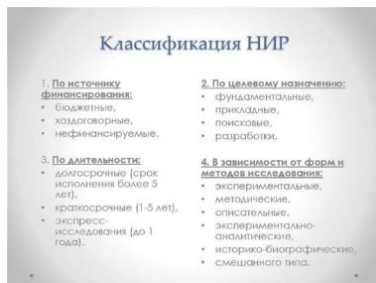 Классификация НИР
1. По источнику
финансирования:
• бюджетные,
• хоздоговорные,
• нефинансируемые.
3. По длительности:
• долгосрочные (срок
исполнения более 5
лет),
• краткосрочные (1-5 лет),
• экспресс-
исследования (до 1
года).
2. По целевому назначению:
• фундаментальные,
• прикладные,
• поисковые,
• разработки.
4. В зависимости от форм и
методов исследования:
• экспериментальные,
• методические,
• описательные,
• экспериментально-
аналитические,
• историко-биографические,
• смешанного типа.